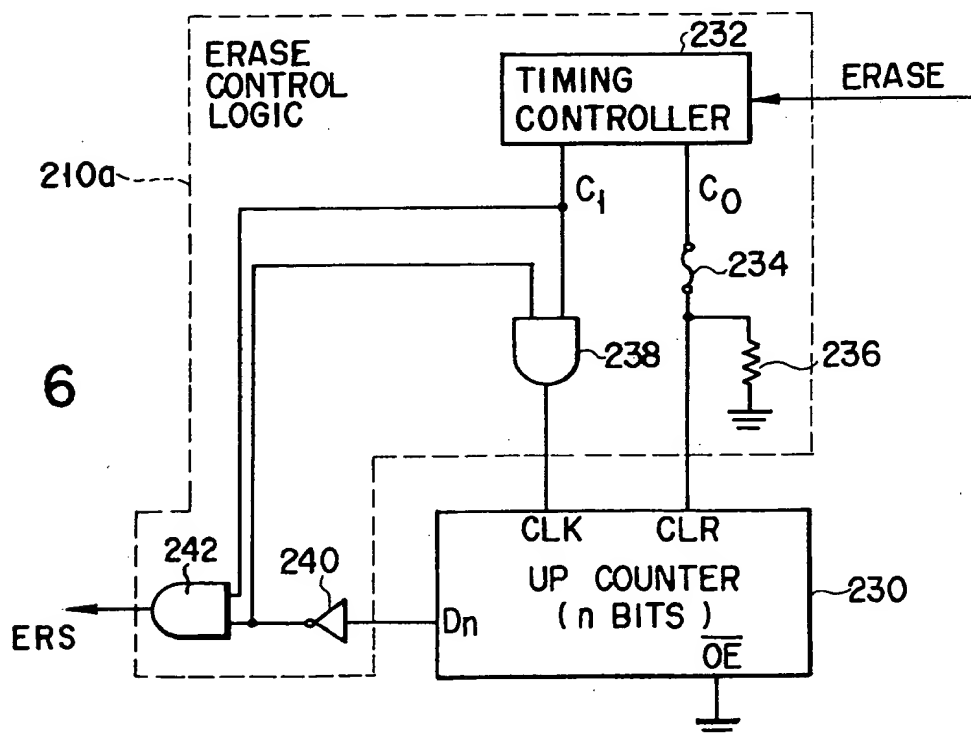 232
ERASE
CONTROL
LOGIC
TIMING
CONTROLLER
ERASE
210a
C1
C0
234
238
236
6
CLK
CLR
242
240
UP COUNTER
(n BITS)
230
Dn
ERS
OE